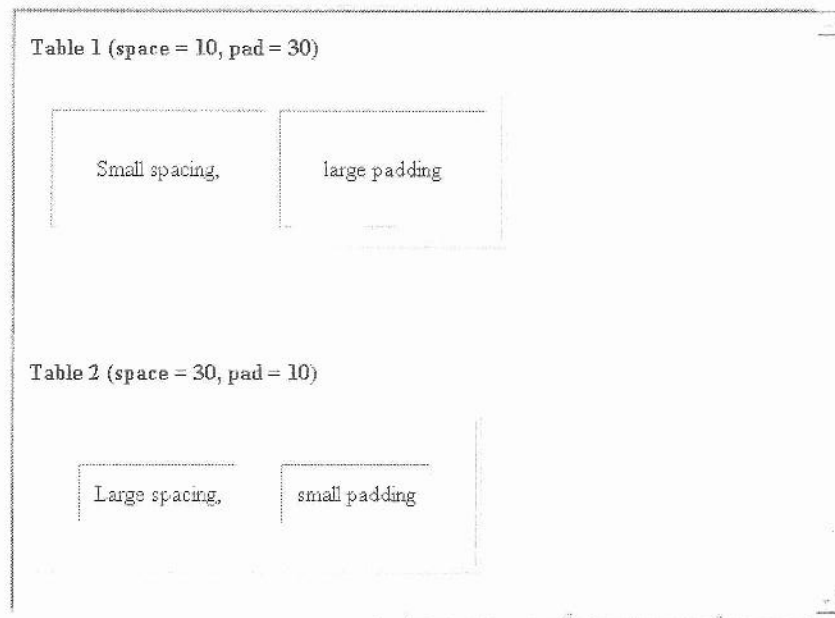 Table 1 (space = 10, pad = 30)
Small spacing, large padding
Table 2 (space = 30, pad = 10)
Large spacing, small padding